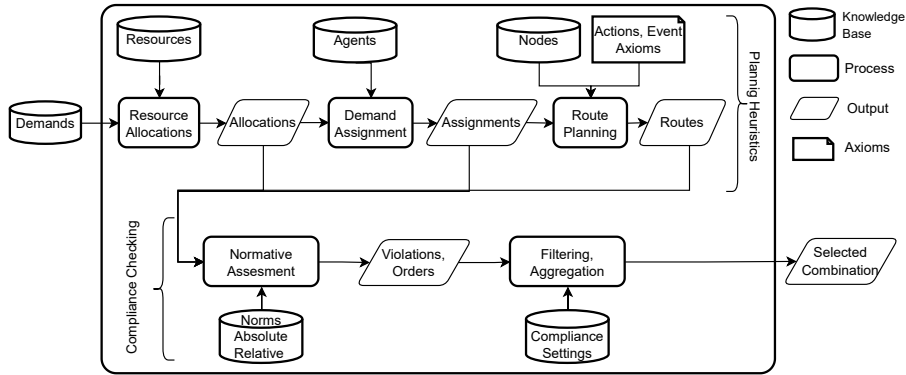 Resources
Agents
Nodes
Actions, Event
Axioms
Plannig Heuristics
Knowledge
Base
Process
Output
Axioms
Demands
Resource
Allocations
Allocations
Demand
Assignment
Assignments
Route
Planning
Routes
Compliance Checking
Normative
Assesment
Violations,
Orders
Filtering,
Aggregation
Selected
Combination
Norms
Absolute
Relative
Compliance
Settings